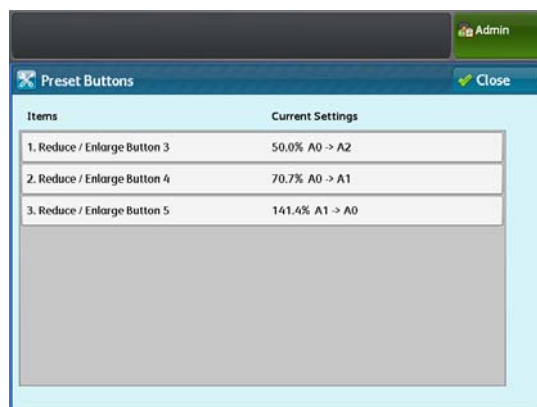 Admin
Preset Buttons
Close
Items Current Settings
1. Reduce / Enlarge Button 3 50.0% A0 -> A2
2. Reduce / Enlarge Button 4 70.7% A0 -> A1
3. Reduce / Enlarge Button 5 141.4% A1 -> A0